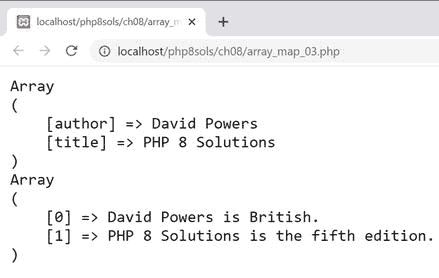 localhost/php8sols/ch08/array_m
localhost/php8sols/ch08/array_map_03.php
Array
(
[author] => David Powers
[title] => PHP 8 Solutions
)
Array
(
[0] => David Powers is British.
[1] => PHP 8 Solutions is the fifth edition.
)